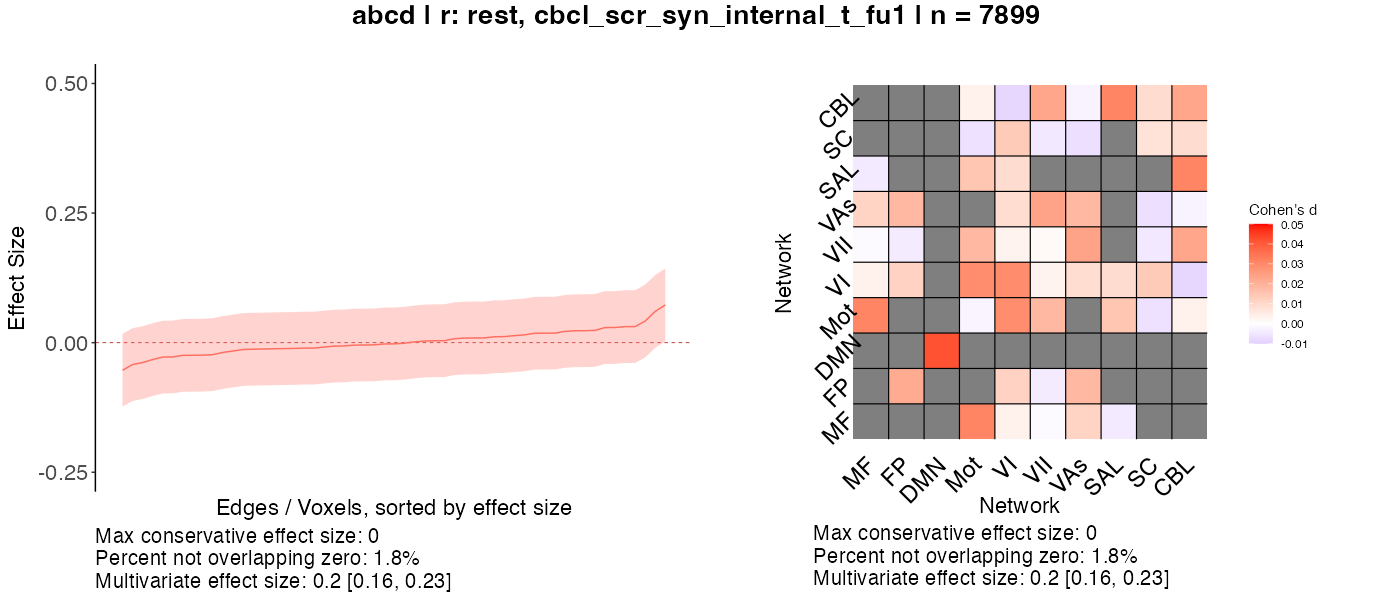 abcd | r: rest, cbcl_scr_syn_internal_t_fu1 | n = 7899
0.50
0.25
0.00
-0.25
Effect Size
Edges / Voxels, sorted by effect size
Max conservative effect size: 0
Percent not overlapping zero: 1.8%
Multivariate effect size: 0.2 [0.16, 0.23]
Network
CBL
SC
SAL
VAs
VII
VI
Mot
DMN
FP
MF
MF FP DMN Mot VI VII VAs SAL SC CBL
Network
Max conservative effect size: 0
Percent not overlapping zero: 1.8%
Multivariate effect size: 0.2 [0.16, 0.23]
Cohen's d
0.05
0.04
0.03
0.02
0.01
0.00
-0.01